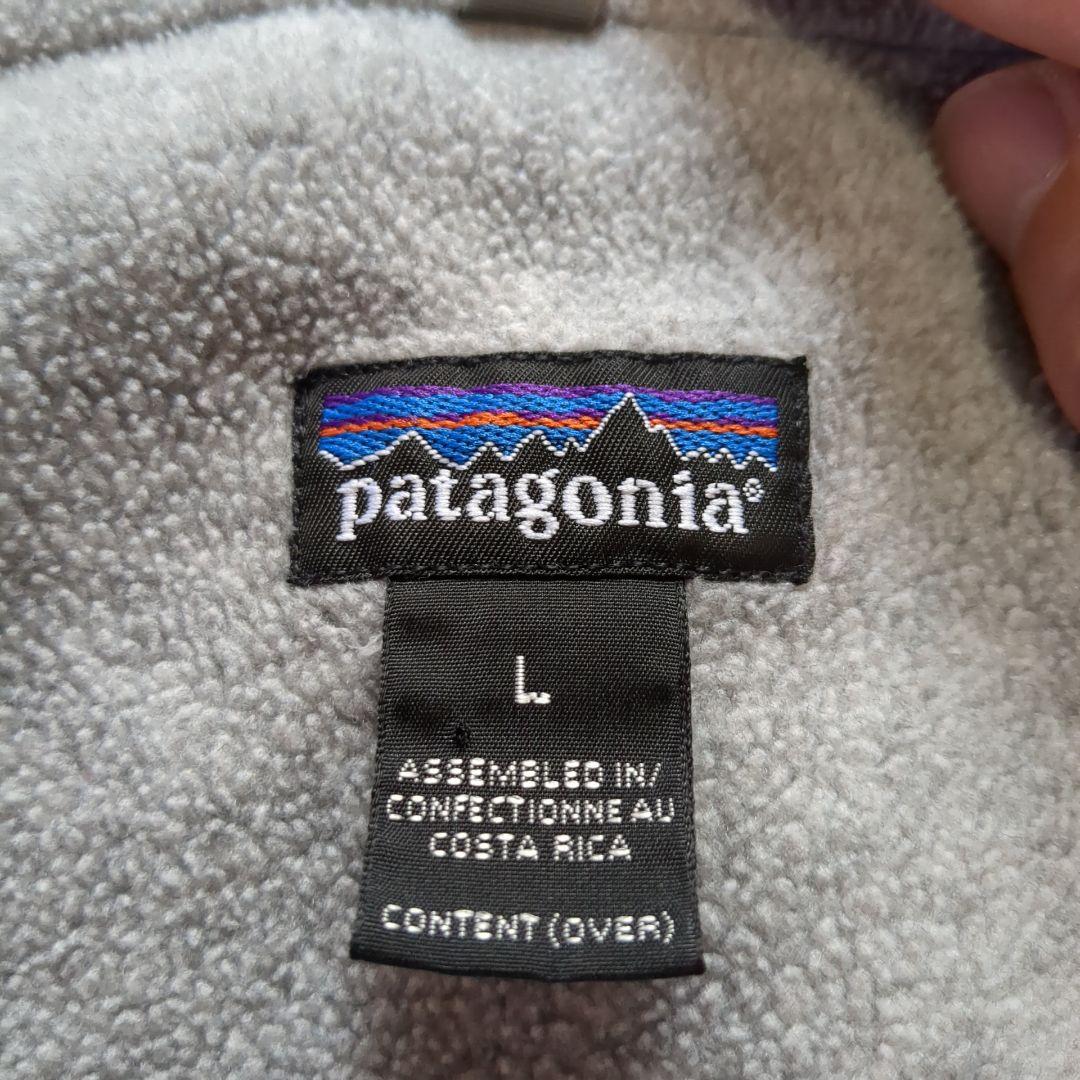 patagonia®
L
ASSEMBLED IN/
CONFECTIONNE AU
COSTA RICA
CONTENT (OVER)